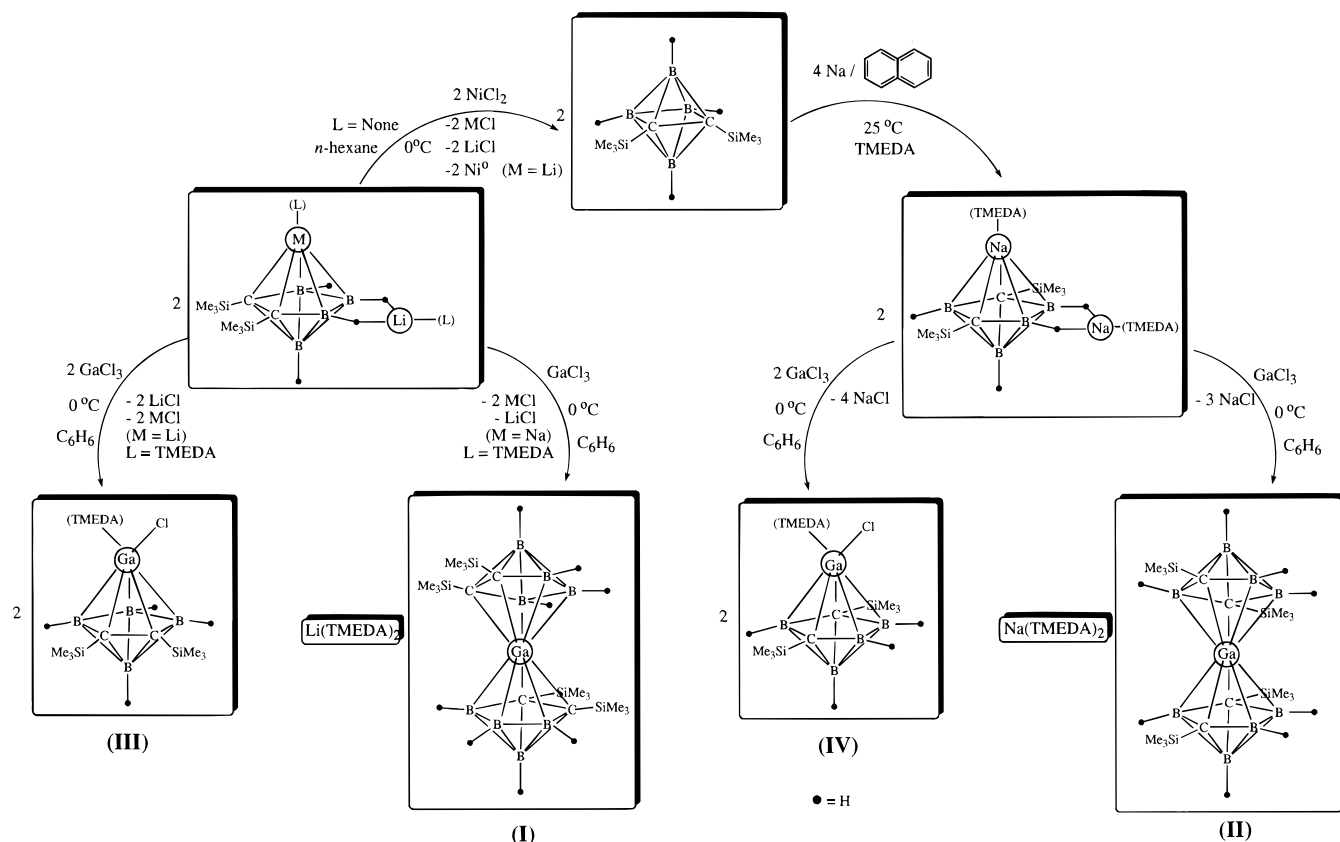 2 NiCl2
L = None
-2 MCl
n-hexane 0°C
-2 LiCl
-2 Ni° (M = Li)
2
H
B
B
B
C
C
Me3Si
SiMe3
B
4 Na /
25 °C
TMEDA
2
(L)
M
B
B
Me3Si
C
Me3Si
C
B
Li
(L)
B
2
(TMEDA)
Na
SiMe3
B
C
B
Me3Si
C
B
Na
(TMEDA)
B
2 GaCl3
0 °C
C6H6
- 2 LiCl
- 2 MCl
(M = Li)
L = TMEDA
GaCl3
- 2 MCl
- LiCl
(M = Na)
L = TMEDA
0 °C
C6H6
2 GaCl3
0 °C
- 4 NaCl
C6H6
GaCl3
- 3 NaCl
0 °C
C6H6
2
(TMEDA)
Cl
Ga
B
B
B
C
C
Me3Si
SiMe3
B
(III)
Li(TMEDA)2
B
Me3Si
C
B
Me3Si
C
B
B
Ga
SiMe3
C
B
C
SiMe3
B
B
B
(I)
2
(TMEDA)
Cl
Ga
SiMe3
B
C
B
Me3Si
C
B
B
(IV)
● = H
Na(TMEDA)2
B
Me3Si
C
B
B
C
B
SiMe3
Ga
SiMe3
B
C
B
Me3Si
C
B
B
(II)